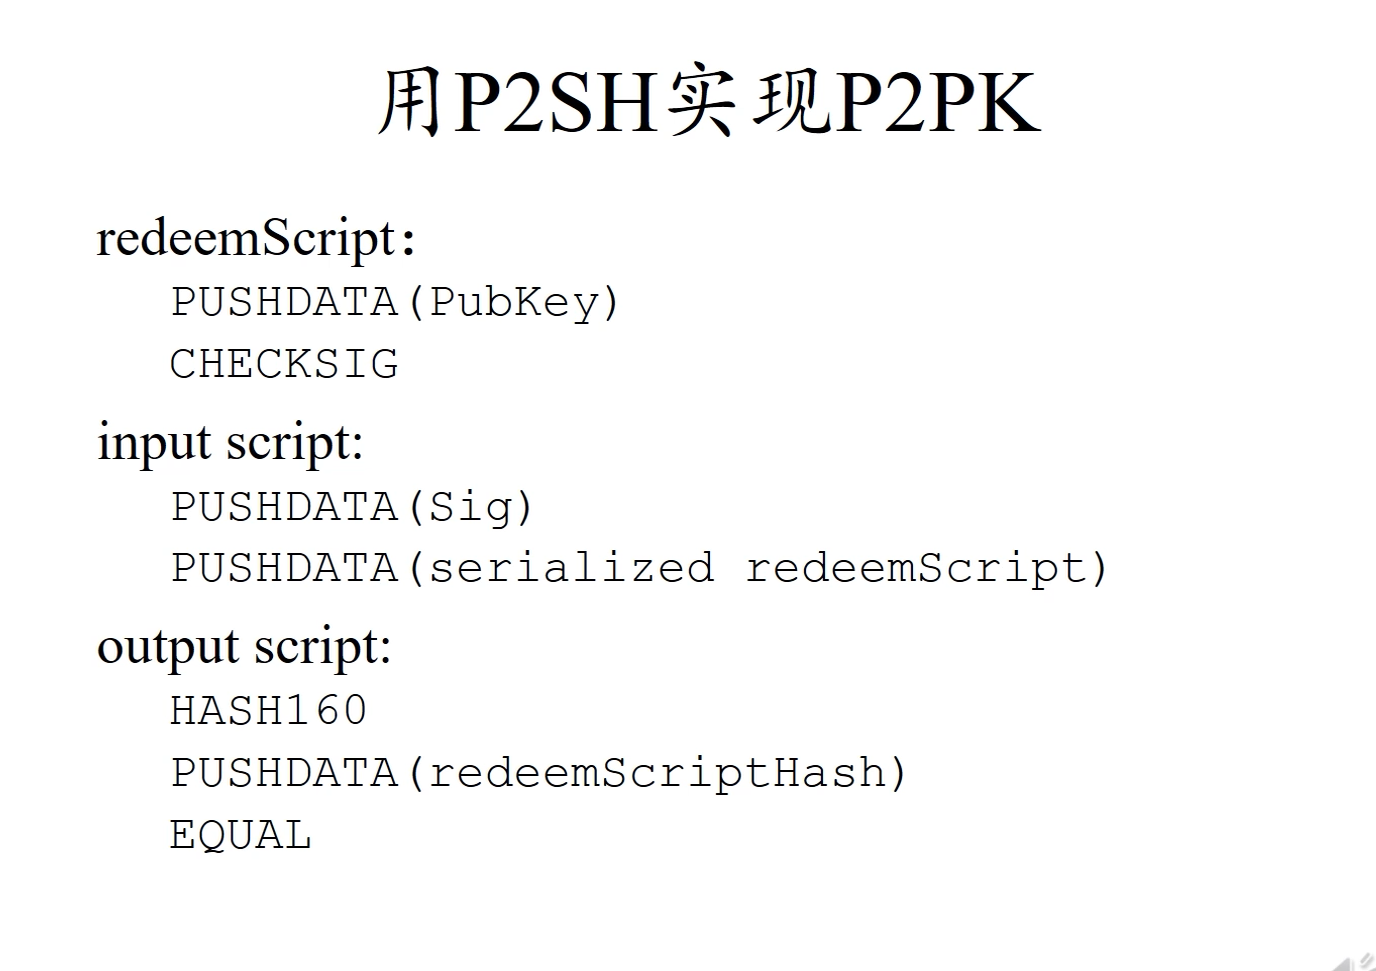 用P2SH实现P2PK
redeemScript:
PUSHDATA(PubKey)
CHECKSIG
input script:
PUSHDATA(Sig)
PUSHDATA(serialized redeemScript)
output script:
HASH160
PUSHDATA(redeemScriptHash)
EQUAL